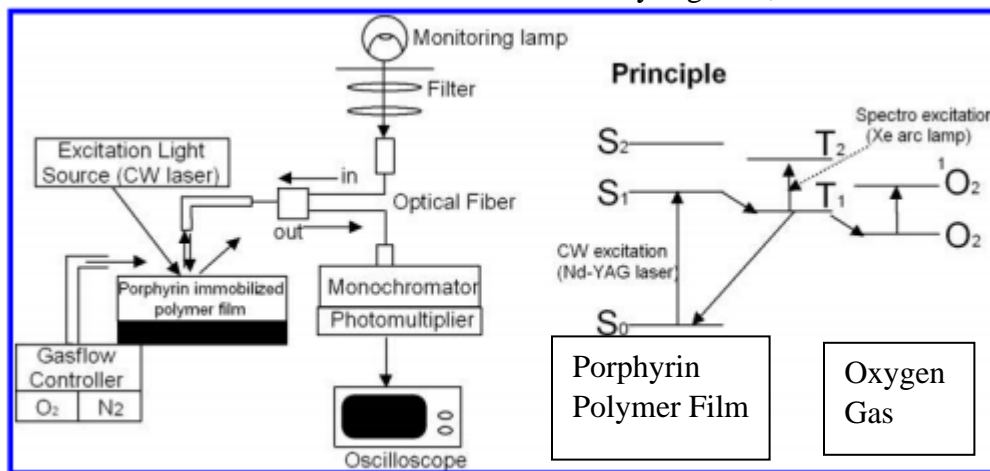 Monitoring lamp
Filter
Excitation Light
Source (CW laser)
in
Optical Fiber
out
Porphyrin immobilized
polymer film
Monochromator
Photomultiplier
Gasflow
Controller
O₂ N₂
Oscilloscope
Principle
Spectro excitation
(Xe arc lamp)
S₂
T₂
¹O₂
S₁
T₁
O₂
CW excitation
(Nd-YAG laser)
S₀
Porphyrin
Polymer Film
Oxygen
Gas